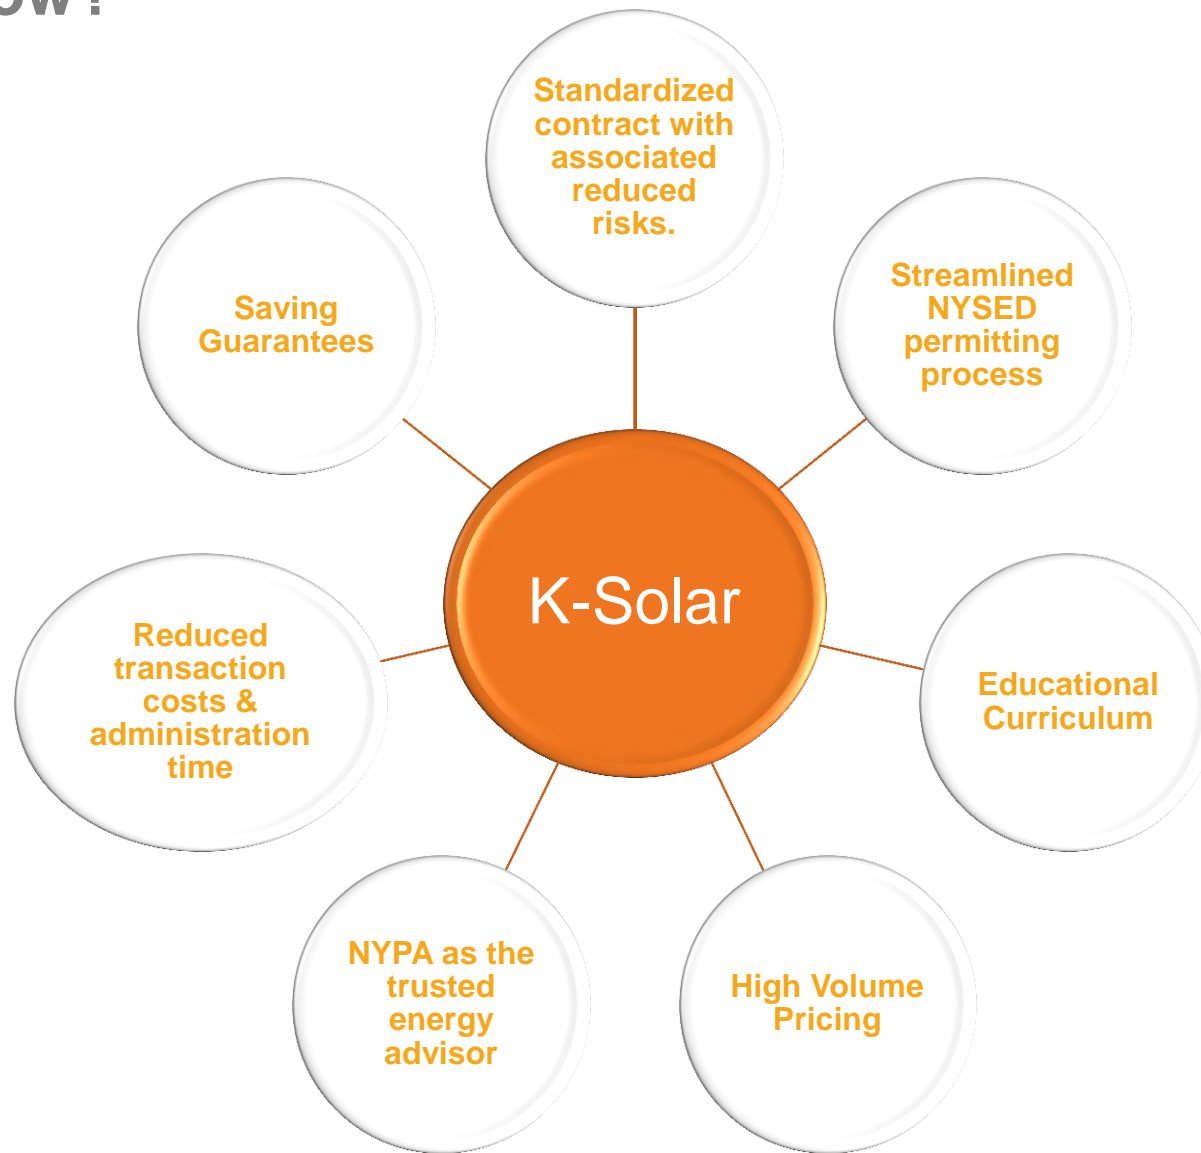 Standardized
contract with
associated
reduced
risks.
Streamlined
NYSED
permitting
process
Saving
Guarantees
K-Solar
Reduced
transaction
costs &
administration
time
Educational
Curriculum
NYPA as the
trusted
energy
advisor
High Volume
Pricing